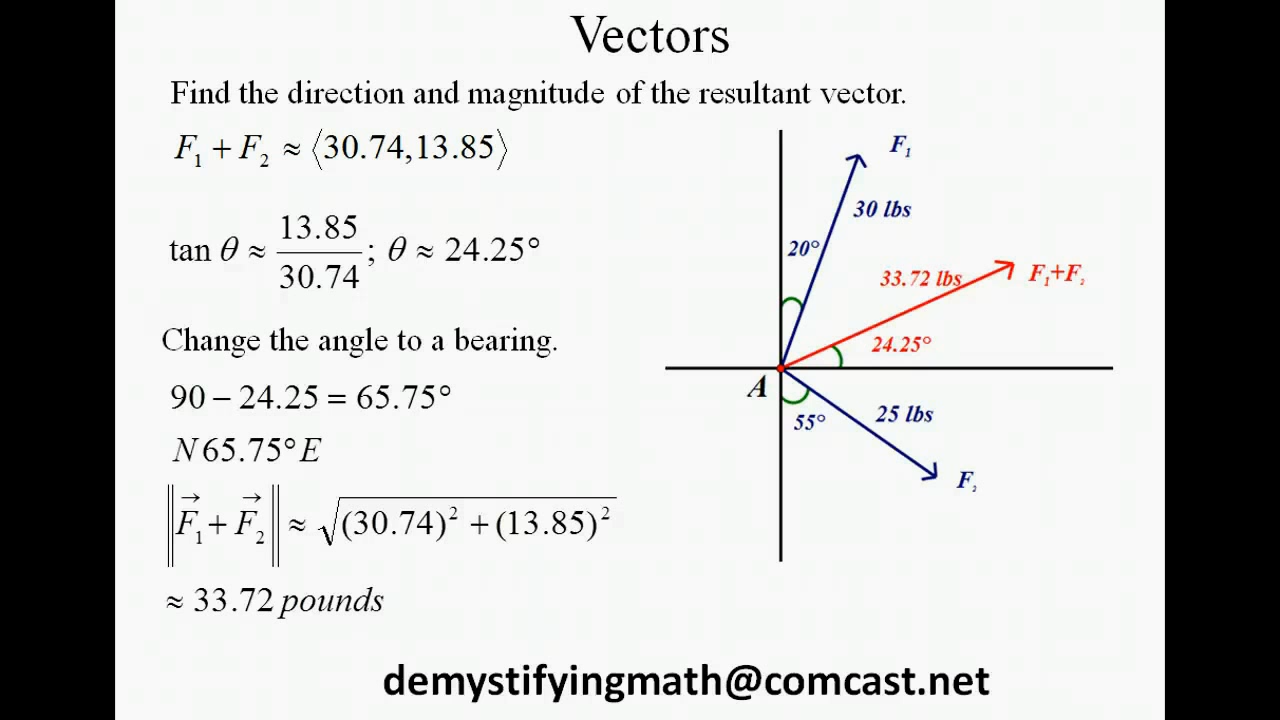 Vectors
Find the direction and magnitude of the resultant vector.
F₁ + F₂ ≈ ⟨30.74,13.85⟩
tan θ ≈ 13.85/30.74 ; θ ≈ 24.25°
Change the angle to a bearing.
90 − 24.25 = 65.75°
N 65.75° E
‖F₁→ + F₂→‖ ≈ √(30.74)² + (13.85)²
≈ 33.72 pounds
F₁
30 lbs
20°
33.72 lbs
F₁+F₂
24.25°
A
55°
25 lbs
F₂
demystifyingmath@comcast.net